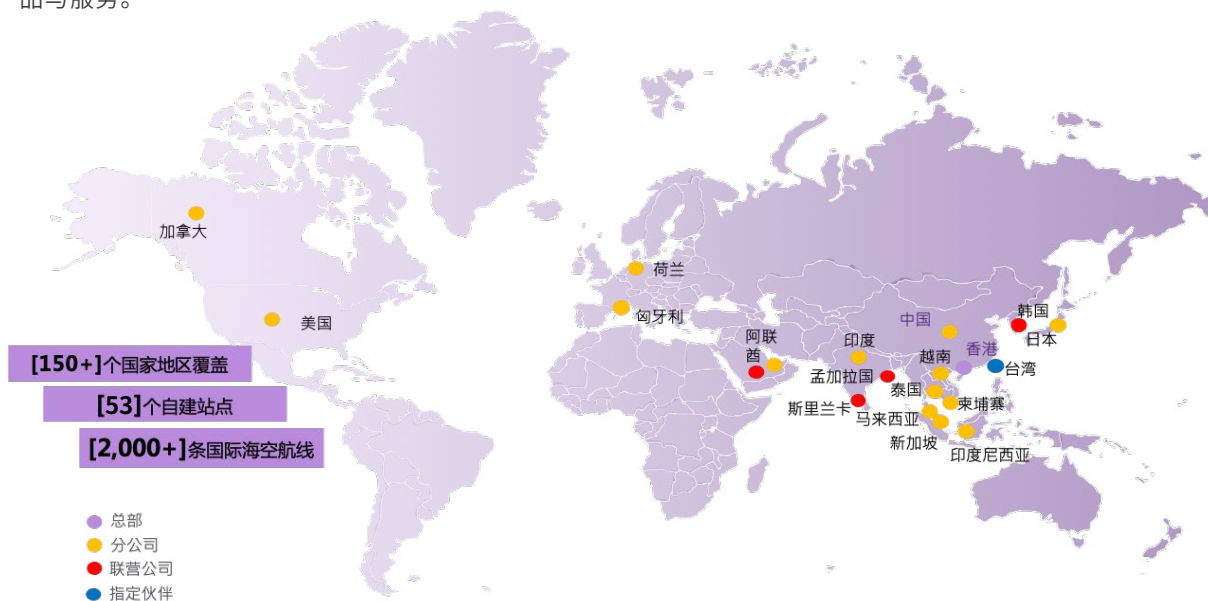 品与服务。
加拿大
荷兰
美国
匈牙利
中国
韩国
日本
阿联
酋
印度
香港
越南
台湾
孟加拉国
泰国
斯里兰卡
马来西亚
柬埔寨
新加坡
印度尼西亚
[150+]个国家地区覆盖
[53]个自建站点
[2,000+]条国际海空航线
总部
分公司
联营公司
指定伙伴